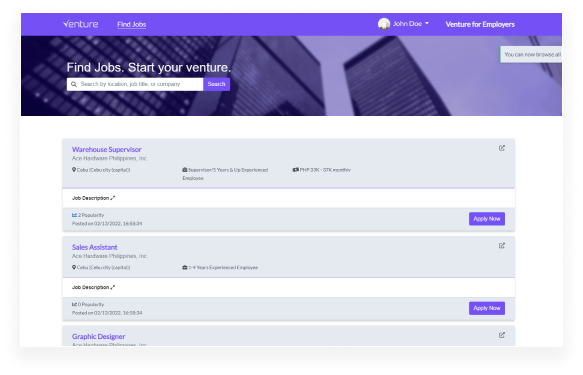 venture Find Jobs John Doe Venture for Employers
You can now browse all
Find Jobs. Start your venture.
Search by location, job title, or company Search
Warehouse Supervisor
Ace Hardware Philippines, Inc.
Cebu (Cebu city (capital)) Supervisor/5 Years & Up Experienced Employee PHP 33K - 37K monthly
Job Description
2 Popularity
Posted on 02/13/2022, 16:58:34
Apply Now
Sales Assistant
Ace Hardware Philippines, Inc.
Cebu (Cebu city (capital)) 1-4 Years Experienced Employee
Job Description
0 Popularity
Posted on 02/13/2022, 16:58:34
Apply Now
Graphic Designer
Ace Hardware Philippines, Inc.